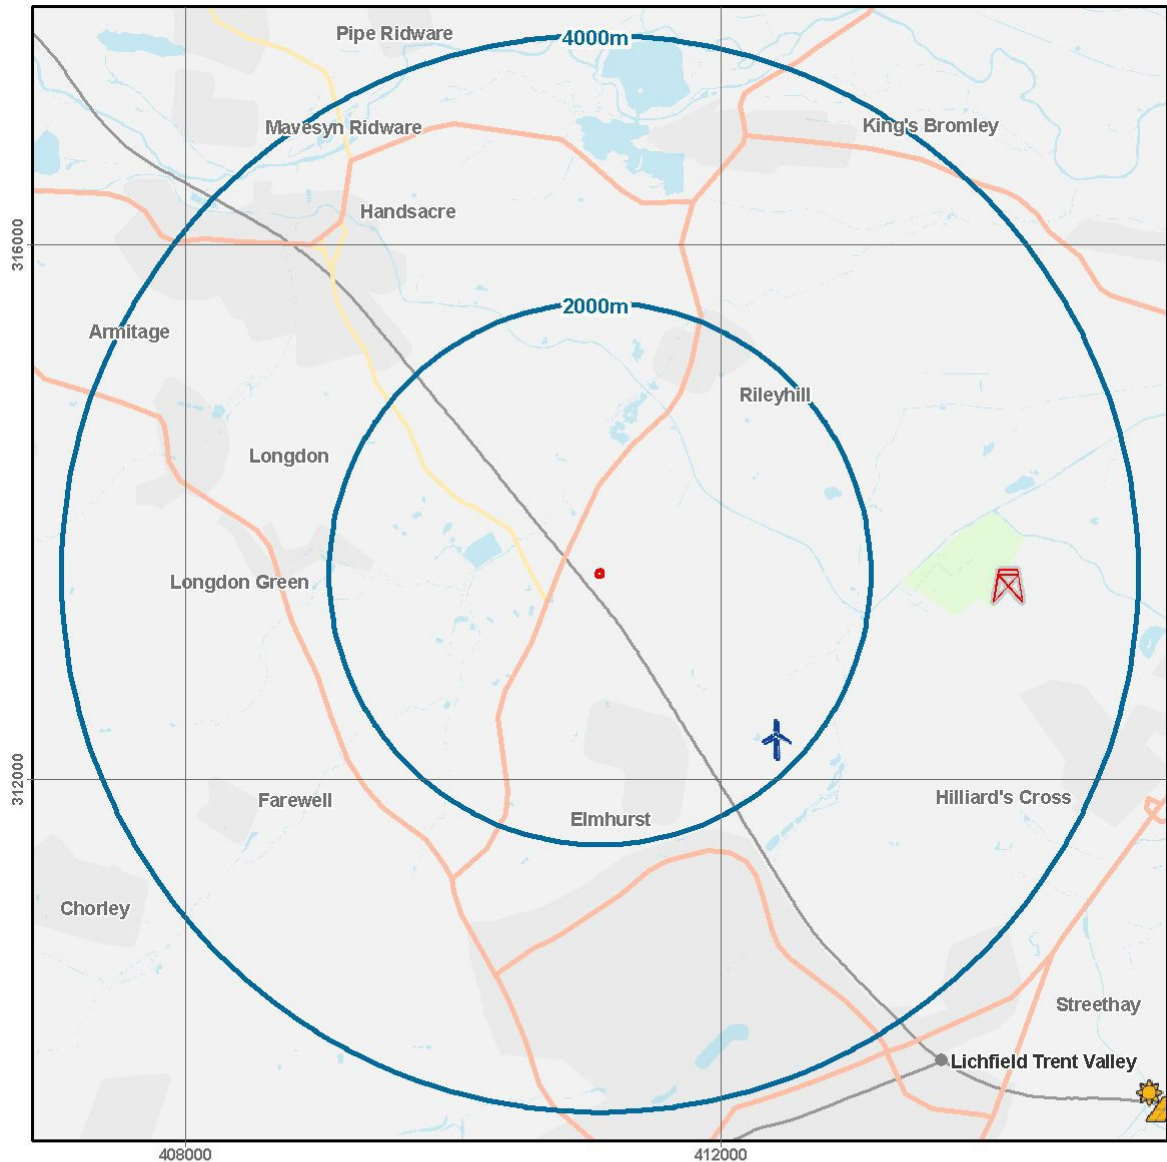 Pipe Ridware
4000m
Mavesyn Ridware
King's Bromley
Handsacre
316000
2000m
Armitage
Rileyhill
Longdon
Longdon Green
312000
Farewell
Hilliard's Cross
Elmhurst
Chorley
Streethay
Lichfield Trent Valley
408000
412000